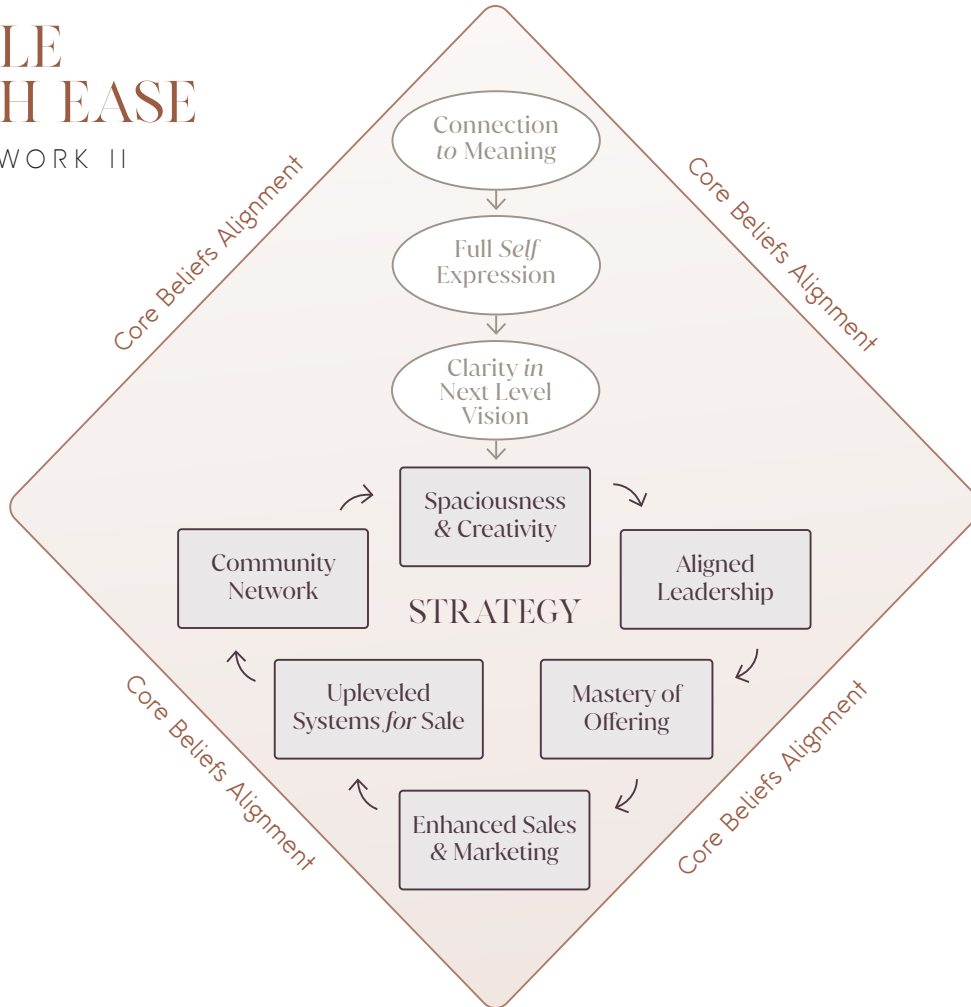 LE
H EASE
WORK II
Core Beliefs Alignment
Core Beliefs Alignment
Connection
to Meaning
Full Self
Expression
Clarity in
Next Level
Vision
Spaciousness
& Creativity
Community
Network
Aligned
Leadership
STRATEGY
Upleveled
Systems for Sale
Mastery of
Offering
Enhanced Sales
& Marketing
Core Beliefs Alignment
Core Beliefs Alignment